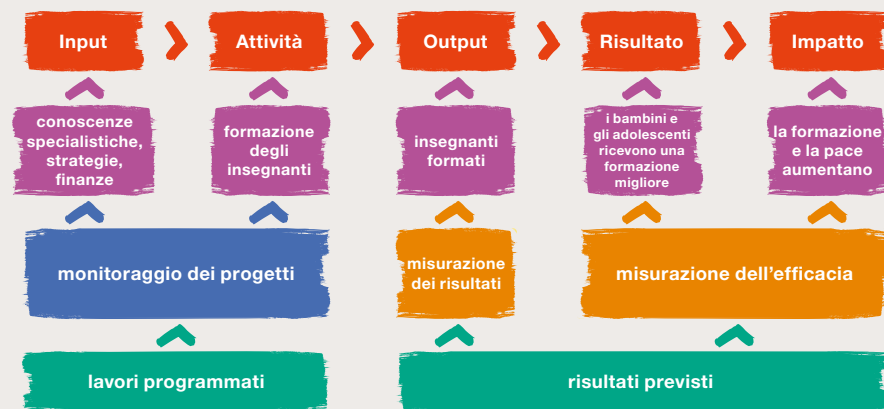 Input
Attività
Output
Risultato
Impatto
conoscenze
specialistiche,
strategie,
finanze
formazione
degli
insegnanti
insegnanti
formati
i bambini e
gli adolescenti
ricevono una
formazione
migliore
la formazione
e la pace
aumentano
monitoraggio dei progetti
misurazione
dei risultati
misurazione dell'efficacia
lavori programmati
risultati previsti